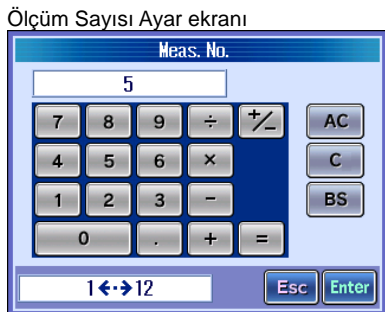 Ölçüm Sayısı Ayar ekranı
Meas. No.
5
7 8 9 ÷ +/− AC
4 5 6 × C
1 2 3 − BS
0 . + =
1<·>12 Esc Enter